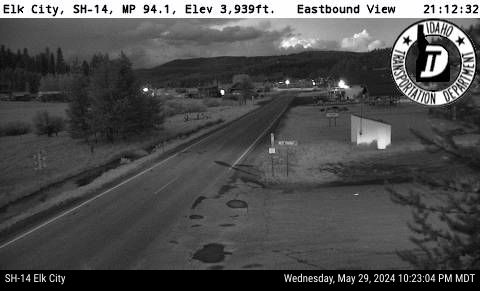 Elk City, SH-14, MP 94.1, Elev 3,939ft. Eastbound View 21:12:32
IDAHO
TRANSPORTATION DEPARTMENT
SH-14 Elk City Wednesday, May 29, 2024 10:23:04 PM MDT